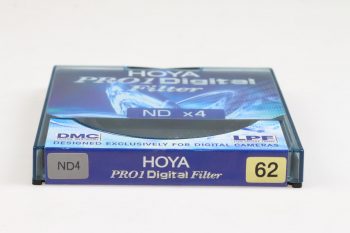 HOYA
PRO1 Digital
Filter
ND x4
DMC LPF
DESIGNED EXCLUSIVELY FOR DIGITAL CAMERAS
ND4
HOYA
PRO1 Digital Filter
62